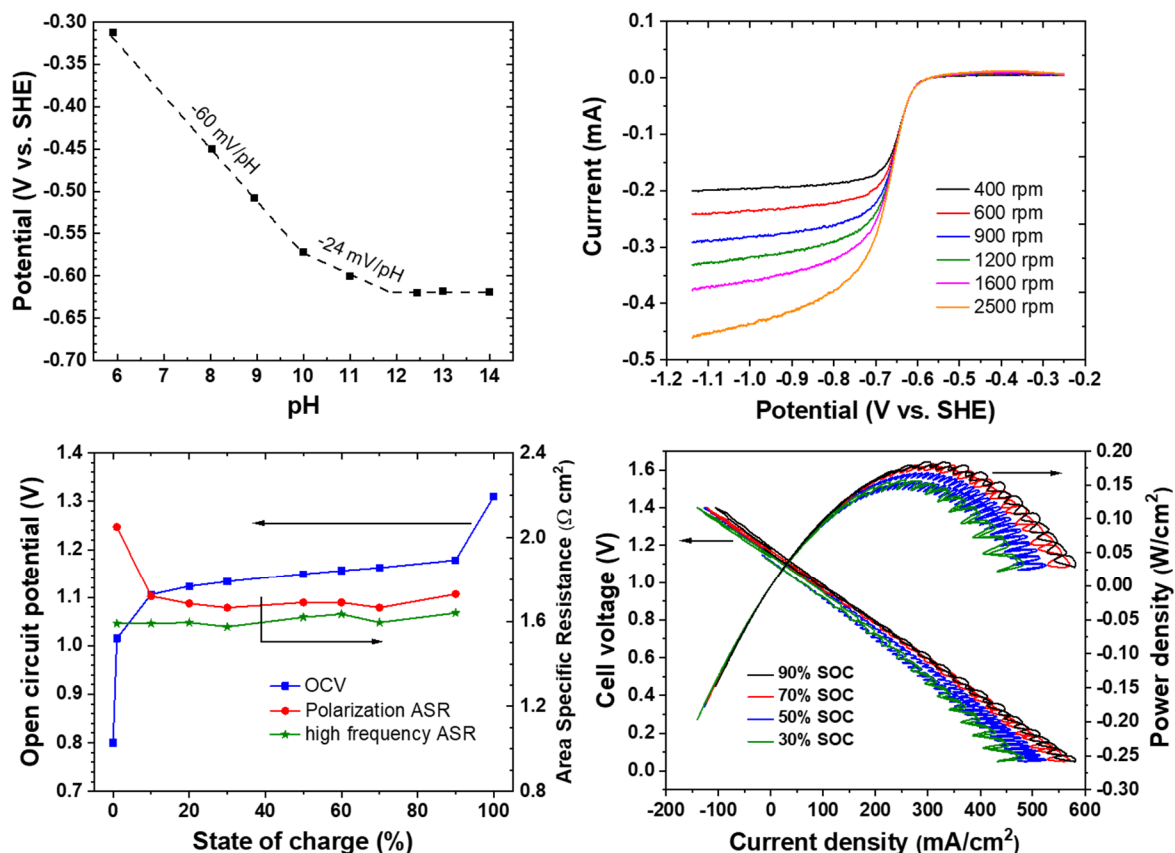 -0.30
-0.35
-0.40
-0.45
-0.50
-0.55
-0.60
-0.65
-0.70
Potential (V vs. SHE)
-60 mV/pH
-24 mV/pH
6 7 8 9 10 11 12 13 14
pH
0.0
-0.1
-0.2
-0.3
-0.4
-0.5
Currrent (mA)
400 rpm
600 rpm
900 rpm
1200 rpm
1600 rpm
2500 rpm
-1.2 -1.1 -1.0 -0.9 -0.8 -0.7 -0.6 -0.5 -0.4 -0.3 -0.2
Potential (V vs. SHE)
1.4
1.3
1.2
1.1
1.0
0.9
0.8
0.7
Open circuit potential (V)
OCV
Polarization ASR
high frequency ASR
2.4
2.0
1.6
1.2
0.8
Area Specific Resistance (Ω cm²)
0 20 40 60 80 100
State of charge (%)
1.6
1.4
1.2
1.0
0.8
0.6
0.4
0.2
0.0
Cell voltage (V)
90% SOC
70% SOC
50% SOC
30% SOC
0.20
0.15
0.10
0.05
0.00
-0.05
-0.10
-0.15
-0.20
-0.25
-0.30
Power density (W/cm²)
-200 -100 0 100 200 300 400 500 600
Current density (mA/cm²)